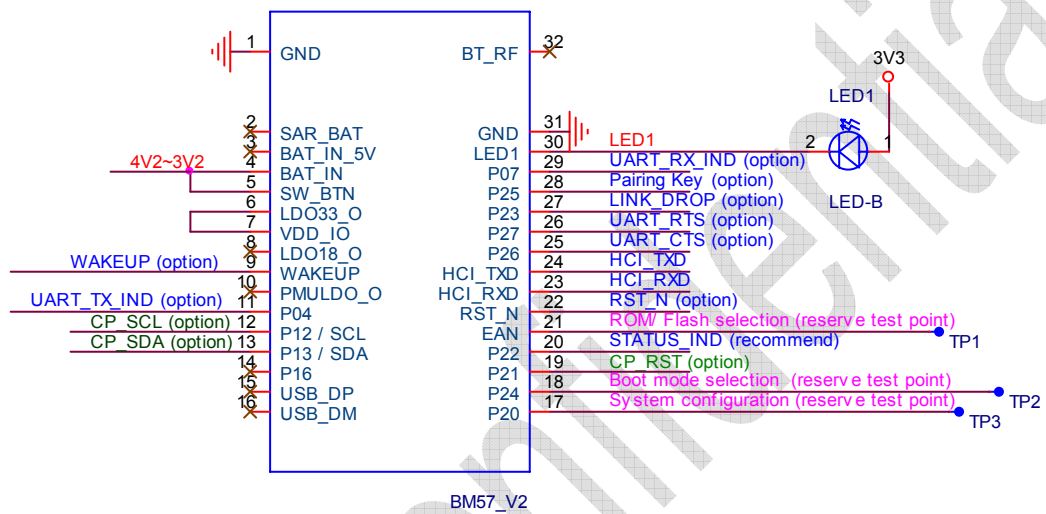 1 GND
BT_RF 32
3V3
LED1
2 SAR_BAT
3 BAT_IN_5V
4V2~3V2 4 BAT_IN
5 SW_BTN
6 LDO33_O
7 VDD_IO
8 LDO18_O
WAKEUP (option) 9 WAKEUP
10 PMULDO_O
UART_TX_IND (option) 11 P04
CP_SCL (option) 12 P12 / SCL
CP_SDA (option) 13 P13 / SDA
14 P16
15 USB_DP
16 USB_DM
GND 31
LED1 30 LED1 2 1
P07 29 UART_RX_IND (option)
P25 28 Pairing Key (option)
LED-B
P23 27 LINK_DROP (option)
P27 26 UART_RTS (option)
P26 25 UART_CTS (option)
HCI_TXD 24 HCI_TXD
HCI_RXD 23 HCI_RXD
RST_N 22 RST_N (option)
EAN 21 ROM/ Flash selection (reserve test point) TP1
P22 20 STATUS_IND (recommend)
P21 19 CP_RST (option)
P24 18 Boot mode selection (reserve test point) TP2
P20 17 System configuration (reserve test point) TP3
BM57_V2